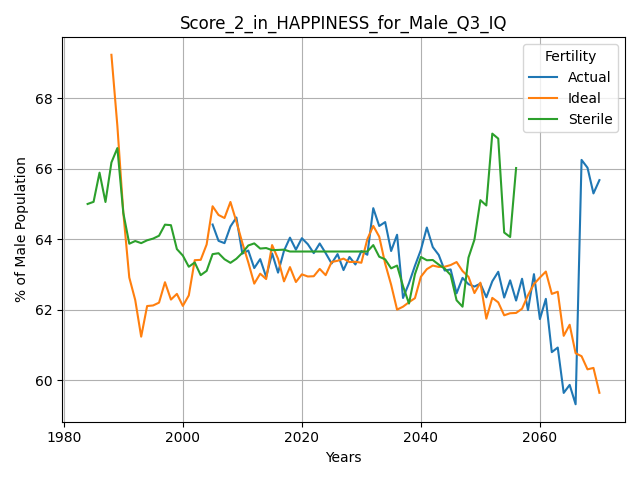 Score_2_in_HAPPINESS_for_Male_Q3_IQ
Fertility
Actual
Ideal
Sterile
% of Male Population
68
66
64
62
60
1980
2000
2020
2040
2060
Years